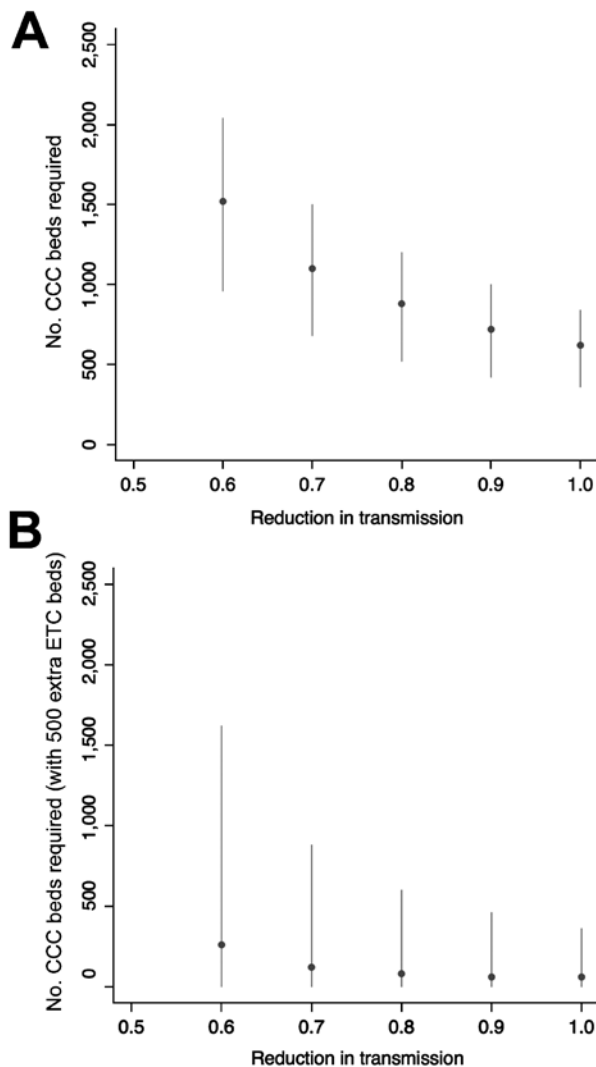 A
No. CCC beds required
2,500
2,000
1,500
1,000
500
0
0.5 0.6 0.7 0.8 0.9 1.0
Reduction in transmission
B
No. CCC beds required (with 500 extra ETC beds)
2,500
2,000
1,500
1,000
500
0
0.5 0.6 0.7 0.8 0.9 1.0
Reduction in transmission